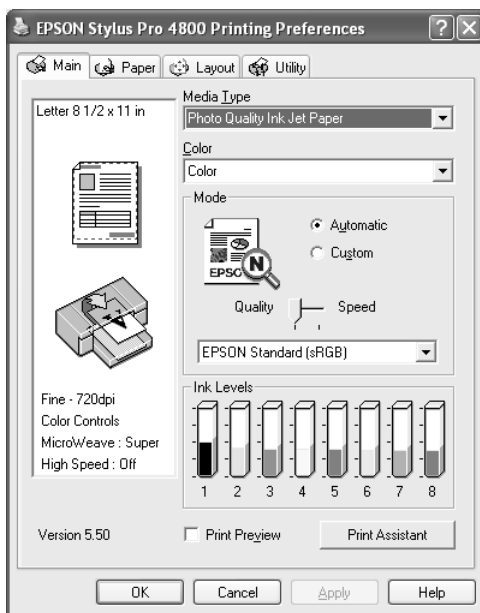 EPSON Stylus Pro 4800 Printing Preferences
Main
Paper
Layout
Utility
Letter 8 1/2 x 11 in
Fine - 720dpi
Color Controls
MicroWeave : Super
High Speed : Off
Version 5.50
Media Type
Photo Quality Ink Jet Paper
Color
Color
Mode
EPSO
N
Automatic
Custom
Quality
Speed
EPSON Standard (sRGB)
Ink Levels
1 2 3 4 5 6 7 8
Print Preview
Print Assistant
OK
Cancel
Apply
Help